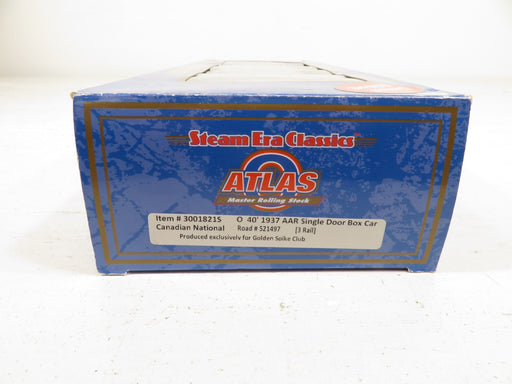 Steam Era Classics
ATLAS
Master Rolling Stock
Item # 3001821S O 40' 1937 AAR Single Door Box Car
Canadian National Road # 521497 [3 Rail]
Produced exclusively for Golden Spike Club